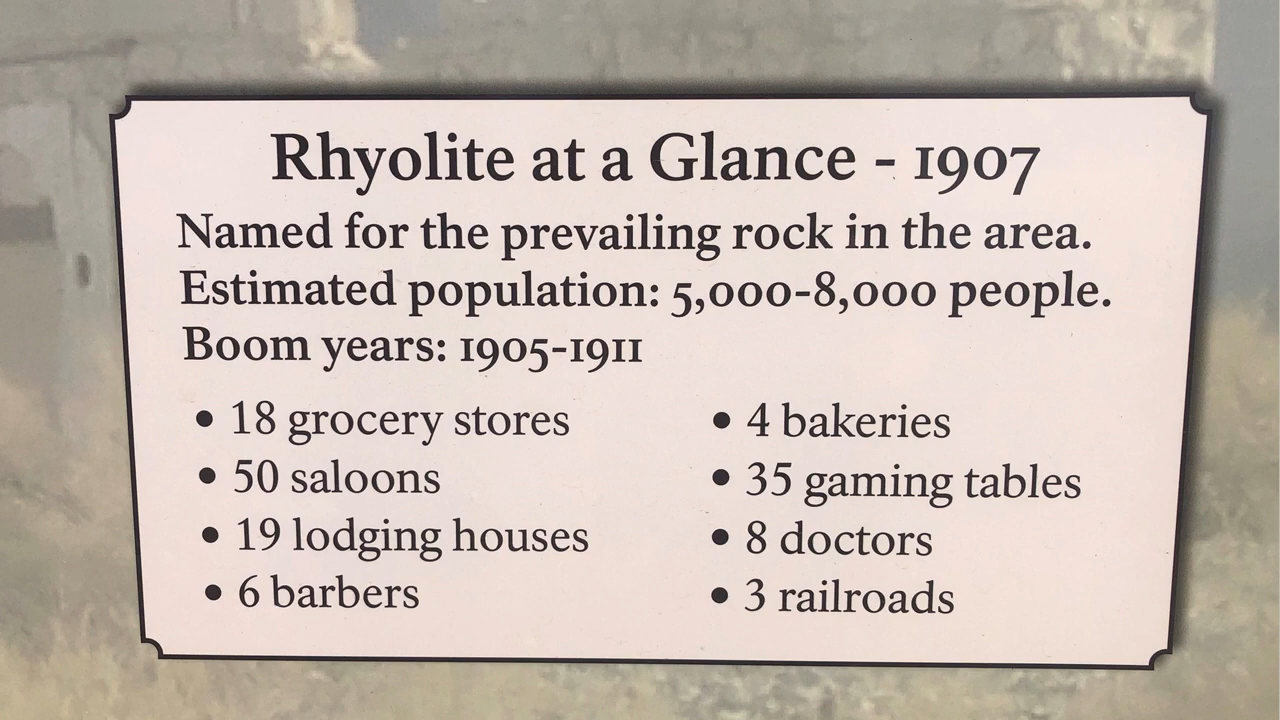 Rhyolite at a Glance - 1907
Named for the prevailing rock in the area.
Estimated population: 5,000-8,000 people.
Boom years: 1905-1911
• 18 grocery stores
• 50 saloons
• 19 lodging houses
• 6 barbers
• 4 bakeries
• 35 gaming tables
• 8 doctors
• 3 railroads